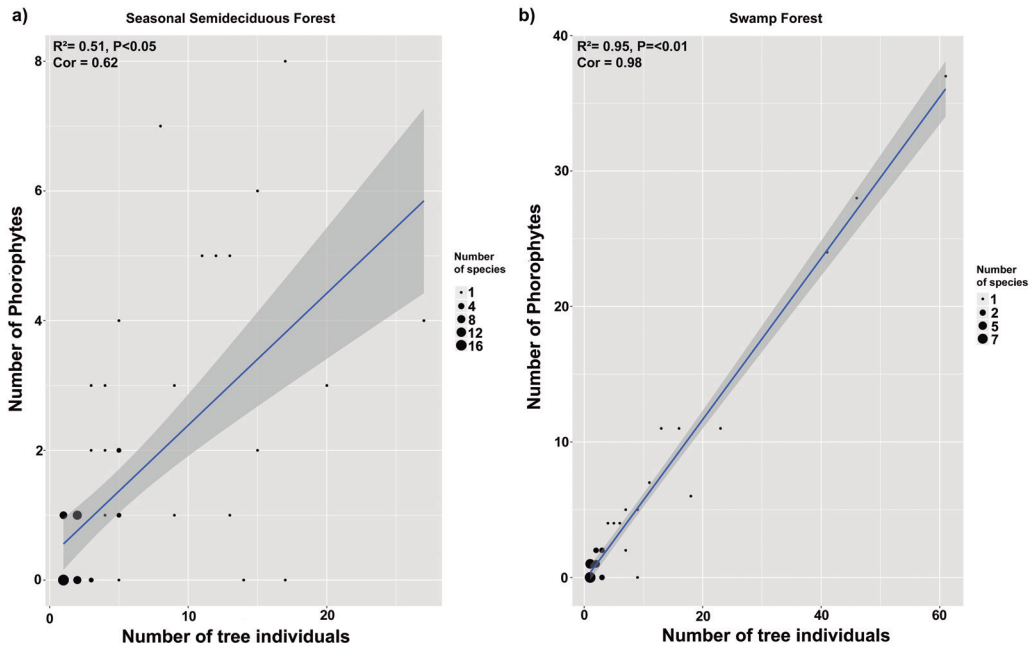 a)
Seasonal Semideciduous Forest
R²= 0.51, P<0.05
Cor = 0.62
8
6
4
2
0
Number of Phorophytes
0 10 20
Number of tree individuals
Number
of species
1
4
8
12
16
b)
Swamp Forest
R²= 0.95, P=<0.01
Cor = 0.98
40
30
20
10
0
Number of Phorophytes
0 20 40 60
Number of tree individuals
Number
of species
1
2
5
7